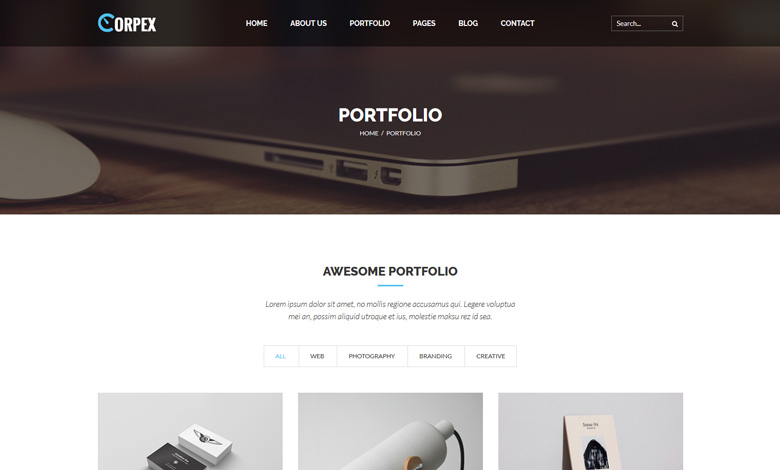 CORPEX
HOME ABOUT US PORTFOLIO PAGES BLOG CONTACT
Search...
PORTFOLIO
HOME / PORTFOLIO
AWESOME PORTFOLIO
Lorem ipsum dolor sit amet, no mollis regione accusamus qui. Legere voluptua
mei an, possim aliquid utroque et ius, molestie maksu rez id sea.
ALL WEB PHOTOGRAPHY BRANDING CREATIVE